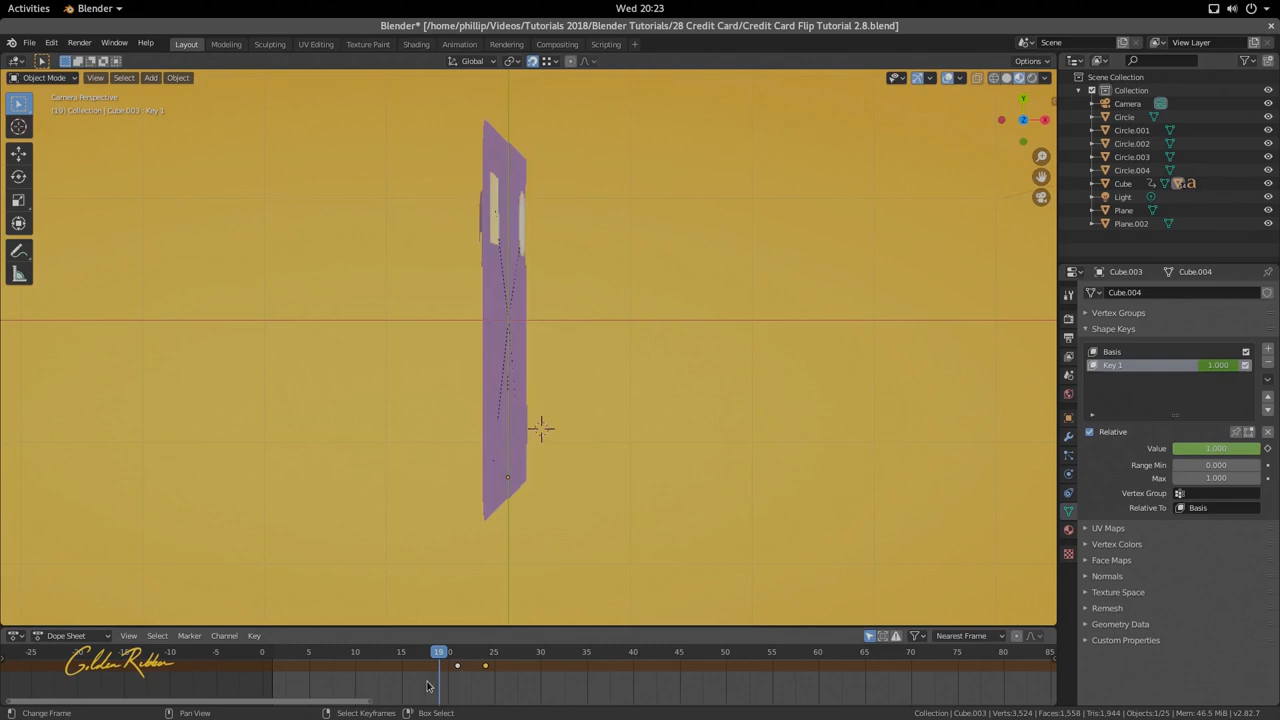 Activities Blender Wed 20:23
Blender* [/home/phillip/Videos/Tutorials 2018/Blender Tutorials/28 Credit Card/Credit Card Flip Tutorial 2.8.blend]
File Edit Render Window Help Layout Modeling Sculpting UV Editing Texture Paint Shading Animation Rendering Compositing Scripting + Scene View Layer
Global Options
Object Mode View Select Add Object
Camera Perspective
(19) Collection | Cube.003 : Key 1
Y
Z X
Scene Collection
Collection
Camera
Circle
Circle.001
Circle.002
Circle.003
Circle.004
Cube
Light
Plane
Plane.002
Cube.003 Cube.004
Cube.004
Vertex Groups
Shape Keys
Basis
Key 1 1.000
Relative
Value 1.000
Range Min 0.000
Max 1.000
Vertex Group
Relative To Basis
UV Maps
Vertex Colors
Face Maps
Normals
Texture Space
Remesh
Geometry Data
Custom Properties
Dope Sheet View Select Marker Channel Key Nearest Frame
-25 -20 -15 -10 -5 0 5 10 15 19 20 25 30 35 40 45 50 55 60 65 70 75 80 85
Golden Ribbon
Change Frame Pan View Select Keyframes Box Select Collection | Cube.003 | Verts:3,524 | Faces:1,558 | Tris:1,944 | Objects:1/25 | Mem: 46.5 MiB | v2.82.7